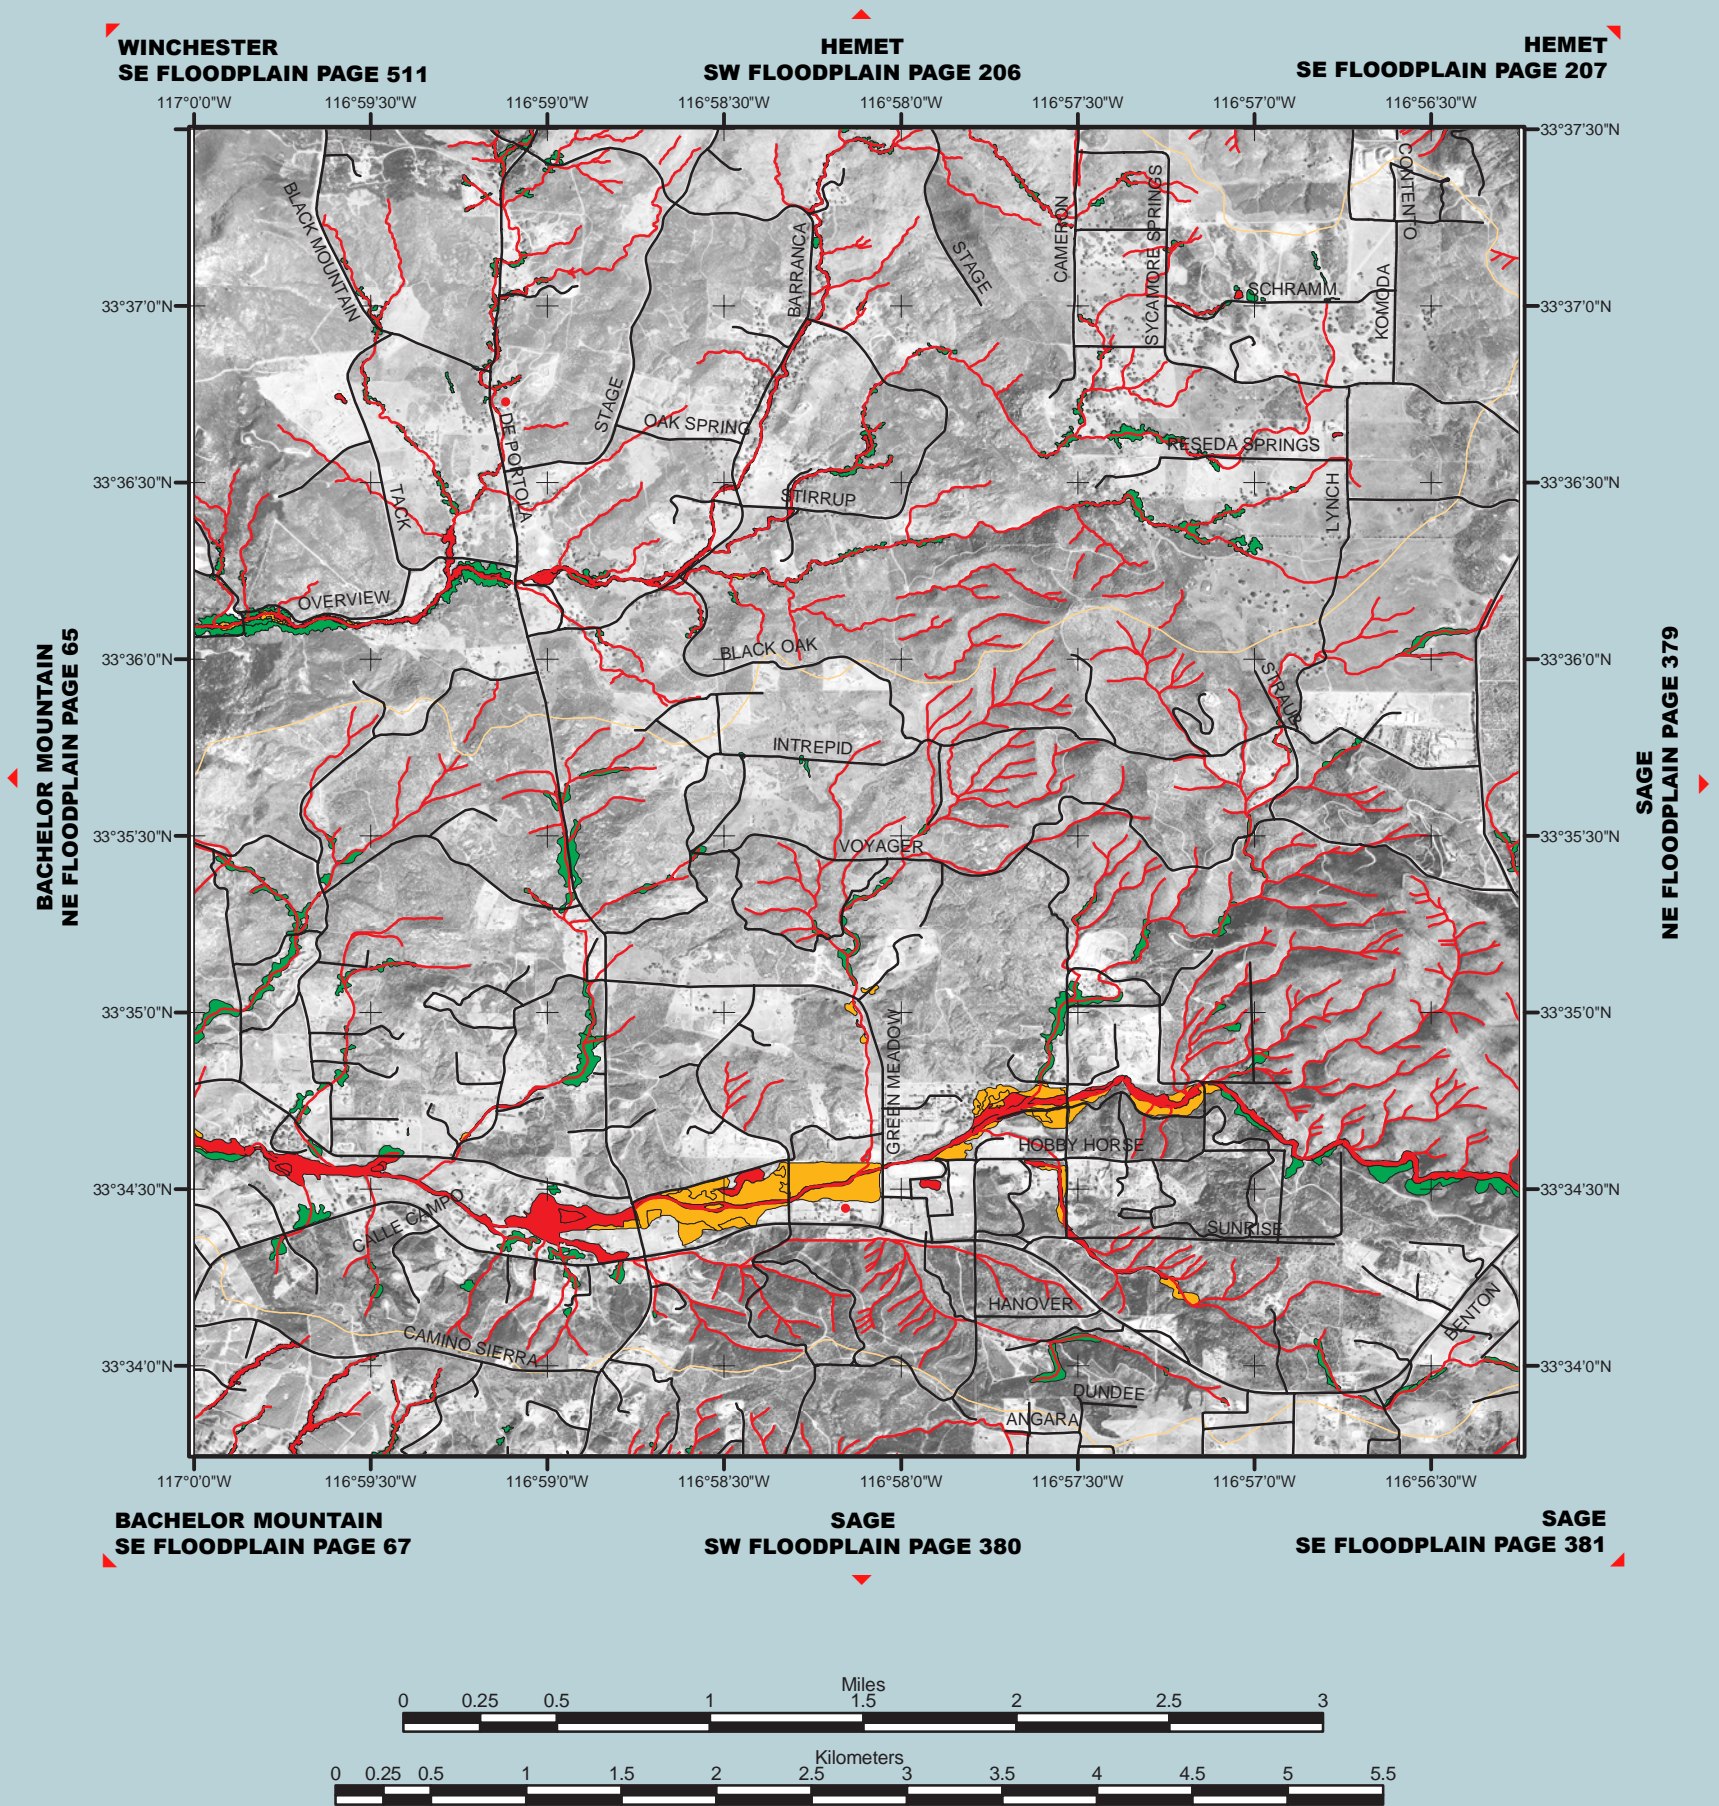 WINCHESTER
SE FLOODPLAIN PAGE 511
HEMET
SW FLOODPLAIN PAGE 206
HEMET
SE FLOODPLAIN PAGE 207
117°0'0"W 116°59'30"W 116°59'0"W 116°58'30"W 116°58'0"W 116°57'30"W 116°57'0"W 116°56'30"W
33°37'30"N
CONTENTO
BLACK MOUNTAIN
BARRANCA
STAGE
CAMERON
SYCAMORE SPRINGS
SCHRAMM
KOMODA
33°37'0"N
33°37'0"N
STAGE
OAK SPRING
DE PORTOLA
RESEDA SPRINGS
33°36'30"N
TACK
STIRRUP
LYNCH
33°36'30"N
OVERVIEW
BLACK OAK
33°36'0"N
STRAUB
33°36'0"N
BACHELOR MOUNTAIN
NE FLOODPLAIN PAGE 65
SAGE
NE FLOODPLAIN PAGE 379
INTREPID
33°35'30"N
VOYAGER
33°35'30"N
33°35'0"N
33°35'0"N
GREEN MEADOW
HOBBY HORSE
33°34'30"N
33°34'30"N
CALLE CAMPO
SUNRISE
HANOVER
BENTON
CAMINO SIERRA
33°34'0"N
33°34'0"N
DUNDEE
ANGARA
117°0'0"W 116°59'30"W 116°59'0"W 116°58'30"W 116°58'0"W 116°57'30"W 116°57'0"W 116°56'30"W
BACHELOR MOUNTAIN
SE FLOODPLAIN PAGE 67
SAGE
SW FLOODPLAIN PAGE 380
SAGE
SE FLOODPLAIN PAGE 381
Miles
0 0.25 0.5 1 1.5 2 2.5 3
Kilometers
0 0.25 0.5 1 1.5 2 2.5 3 3.5 4 4.5 5 5.5